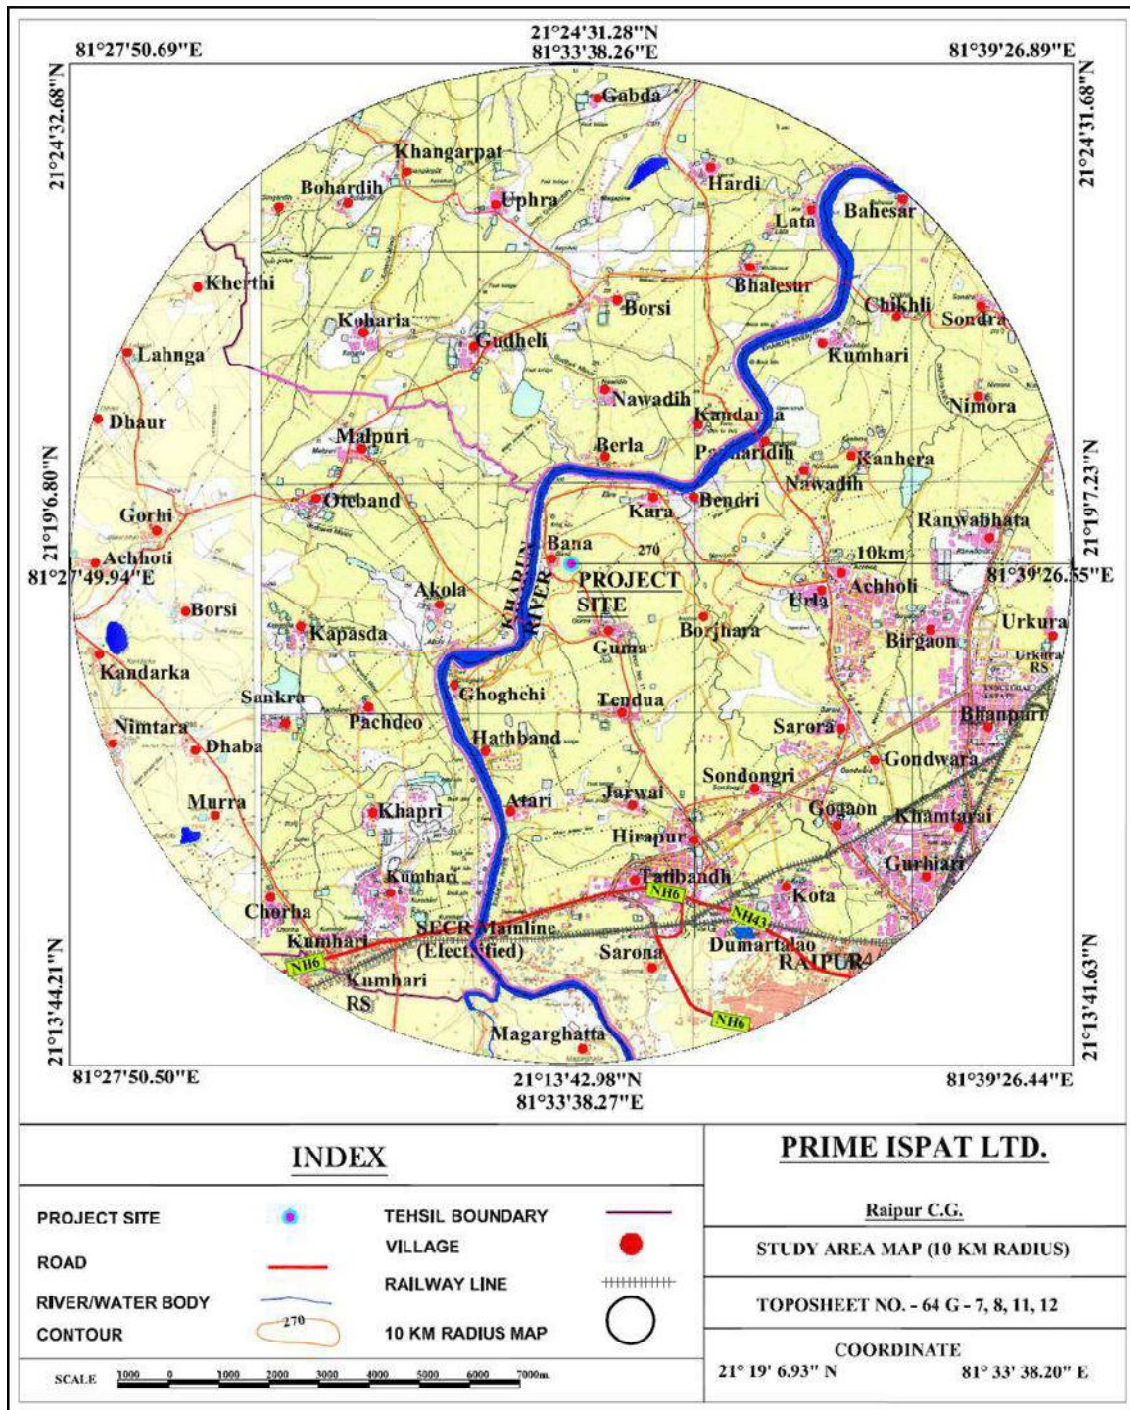 21°24'31.28"N
81°27'50.69"E
81°33'38.26"E
81°39'26.89"E
21°24'32.68"N
21°24'31.68"N
Gabda
Khangarpat
Hardi
Bohardih
Uphra
Lata
Bahesar
Kherthi
Bhalesur
Borsi
Chikhli
Sondra
Koharia
Gudheli
Kumhari
Lahnga
Nawadih
Nimora
Dhaur
Malpuri
Berla
Kanhera
Nawadih
Oteband
Kara
Bendri
21°19'6.80"N
21°19'7.23"N
Gorhi
Ranwabhata
Bana
270
10km
Achhoti
81°27'49.94"E
PROJECT
SITE
Achholi
81°39'26.55"E
KHARUN
RIVER
Akola
Urla
Borsi
Kapasda
Guma
Borjhara
Birgaon
Urkura
Urkura
RS
Kandarka
Ghoghchi
Sankra
Pachdeo
Tendua
Bhanpuri
Nimtara
Dhaba
Hathband
Sarora
Gondwara
Sondongri
Murra
Khapri
Atari
Jarwai
Gogaon
Khamtarai
Hirapur
Gurhiari
Kumhari
Tatibandh
Kota
NH6
Chorha
NH43
Kumhari
SECR Mainline
(Electrified)
Sarona
Dumartalao
RAIPUR
NH6
Kumhari
RS
NH6
Magarghatta
21°13'44.21"N
21°13'41.63"N
81°27'50.50"E
21°13'42.98"N
81°33'38.27"E
81°39'26.44"E
INDEX
PROJECT SITE
ROAD
RIVER/WATER BODY
CONTOUR
270
TEHSIL BOUNDARY
VILLAGE
RAILWAY LINE
10 KM RADIUS MAP
SCALE
1000 0 1000 2000 3000 4000 5000 6000 7000m.
PRIME ISPAT LTD.
Raipur C.G.
STUDY AREA MAP (10 KM RADIUS)
TOPOSHEET NO. - 64 G - 7, 8, 11, 12
COORDINATE
21° 19' 6.93" N 81° 33' 38.20" E